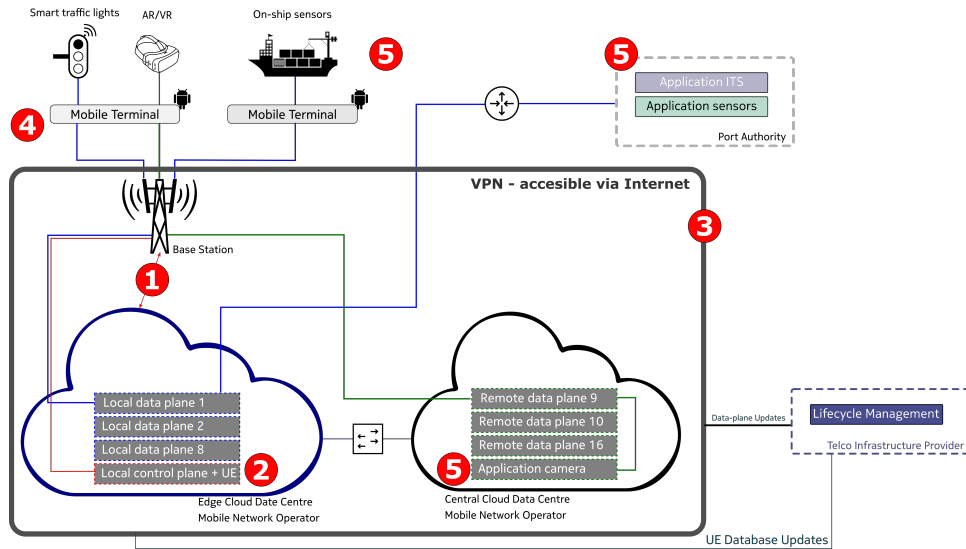 Smart traffic lights
AR/VR
On-ship sensors
5
5
Application ITS
Application sensors
Port Authority
4
Mobile Terminal
Mobile Terminal
VPN - accesible via Internet
3
Base Station
1
Local data plane 1
Local data plane 2
Local data plane 8
Local control plane + UE
2
Edge Cloud Date Centre
Mobile Network Operator
Remote data plane 9
Remote data plane 10
Remote data plane 16
Application camera
5
Central Cloud Data Centre
Mobile Network Operator
Data-plane Updates
Lifecycle Management
Telco Infrastructure Provider
UE Database Updates